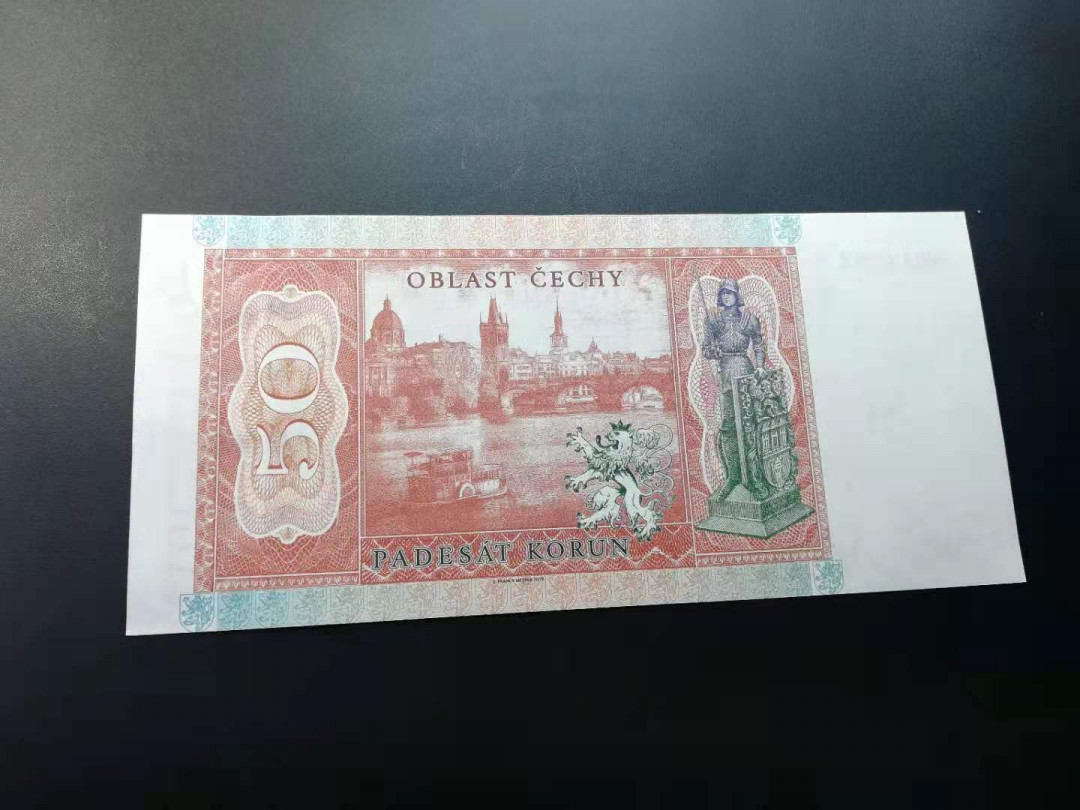 OBLAST ČECHY
50
PADESÁT KORUN